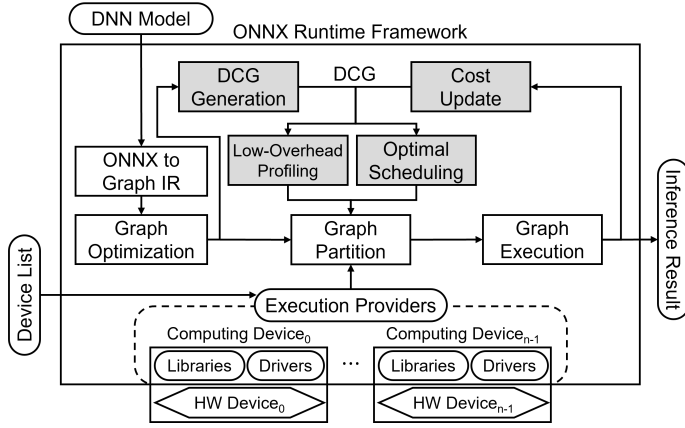 DNN Model
ONNX Runtime Framework
DCG
Generation
DCG
Cost
Update
Low-Overhead
Profiling
Optimal
Scheduling
ONNX to
Graph IR
Graph
Optimization
Graph
Partition
Graph
Execution
Inference Result
Device List
Execution Providers
Computing Device0
Computing Devicen-1
Libraries
Drivers
...
Libraries
Drivers
HW Device0
HW Devicen-1